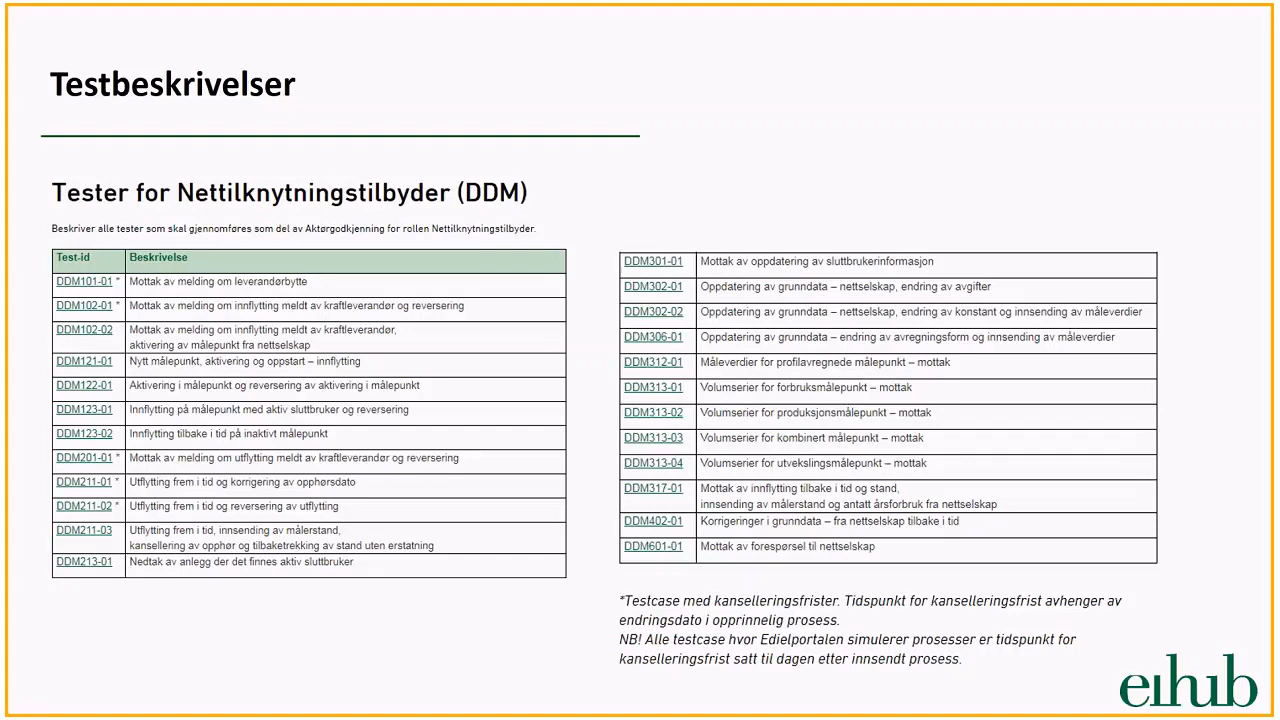 Testbeskrivelser
Tester for Nettilknytningstilbyder (DDM)
Beskriver alle tester som skal gjennomføres som del av Aktørgodkjenning for rollen Nettilknytningstilbyder.
Test-id Beskrivelse
DDM101-01 * Mottak av melding om leverandørbytte
DDM102-01 * Mottak av melding om innflytting meldt av kraftleverandør og reversering
DDM102-02 Mottak av melding om innflytting meldt av kraftleverandør,
aktivering av målepunkt fra nettselskap
DDM121-01 Nytt målepunkt, aktivering og oppstart – innflytting
DDM122-01 Aktivering i målepunkt og reversering av aktivering i målepunkt
DDM123-01 Innflytting på målepunkt med aktiv sluttbruker og reversering
DDM123-02 Innflytting tilbake i tid på inaktivt målepunkt
DDM201-01 * Mottak av melding om utflytting meldt av kraftleverandør og reversering
DDM211-01 * Utflytting frem i tid og korrigering av opphørsdato
DDM211-02 * Utflytting frem i tid og reversering av utflytting
DDM211-03 Utflytting frem i tid, innsending av målerstand,
kansellering av opphør og tilbaketrekking av stand uten erstatning
DDM213-01 Nedtak av anlegg der det finnes aktiv sluttbruker
DDM301-01 Mottak av oppdatering av sluttbrukerinformasjon
DDM302-01 Oppdatering av grunndata – nettselskap, endring av avgifter
DDM302-02 Oppdatering av grunndata – nettselskap, endring av konstant og innsending av måleverdier
DDM306-01 Oppdatering av grunndata – endring av avregningsform og innsending av måleverdier
DDM312-01 Måleverdier for profilavregnede målepunkt – mottak
DDM313-01 Volumserier for forbruksmålepunkt – mottak
DDM313-02 Volumserier for produksjonsmålepunkt – mottak
DDM313-03 Volumserier for kombinert målepunkt – mottak
DDM313-04 Volumserier for utvekslingsmålepunkt – mottak
DDM317-01 Mottak av innflytting tilbake i tid og stand,
innsending av målerstand og antatt årsforbruk fra nettselskap
DDM402-01 Korrigeringer i grunndata – fra nettselskap tilbake i tid
DDM601-01 Mottak av forespørsel til nettselskap
*Testcase med kanselleringsfrister. Tidspunkt for kanselleringsfrist avhenger av
endringsdato i opprinnelig prosess.
NB! Alle testcase hvor Edielportalen simulerer prosesser er tidspunkt for
kanselleringsfrist satt til dagen etter innsendt prosess.
elhub